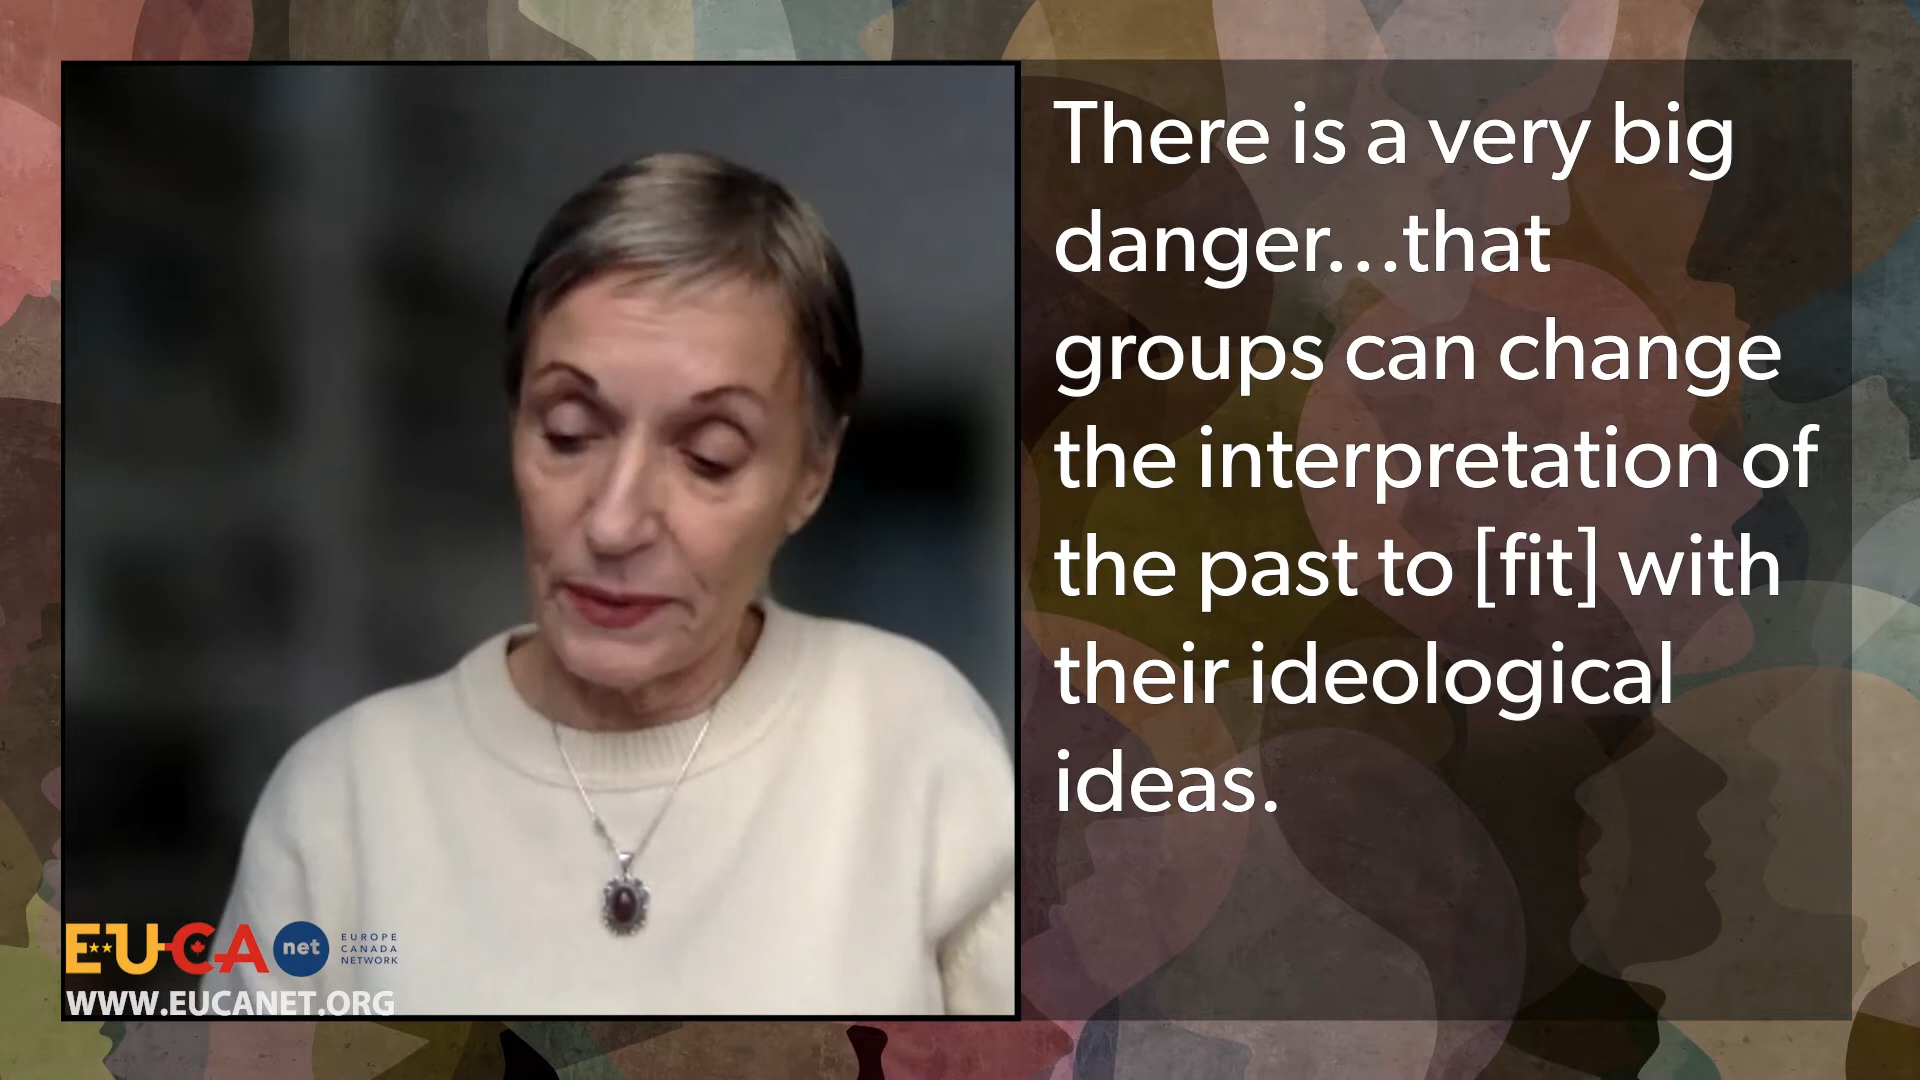 There is a very big
danger...that
groups can change
the interpretation of
the past to [fit] with
their ideological
ideas.
EU-CA net
EUROPE
CANADA
NETWORK
WWW.EUCANET.ORG